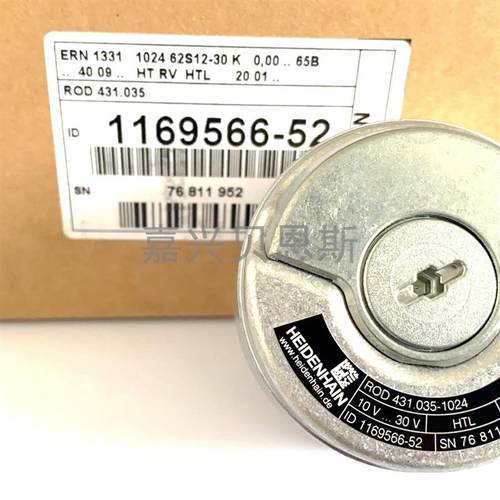 ERN 1331 1024 62S12-30 K 0,00 .. 65B
.. 40 09 .. HT RV HTL 20 01 ..
ROD 431.035
ID 1169566-52
SN 76 811 952
嘉兴贝恩斯
HEIDENHAIN
www.heidenhain.de
ROD 431.035-1024
10 V ... 30 V HTL
ID 1169566-52 SN 76 811